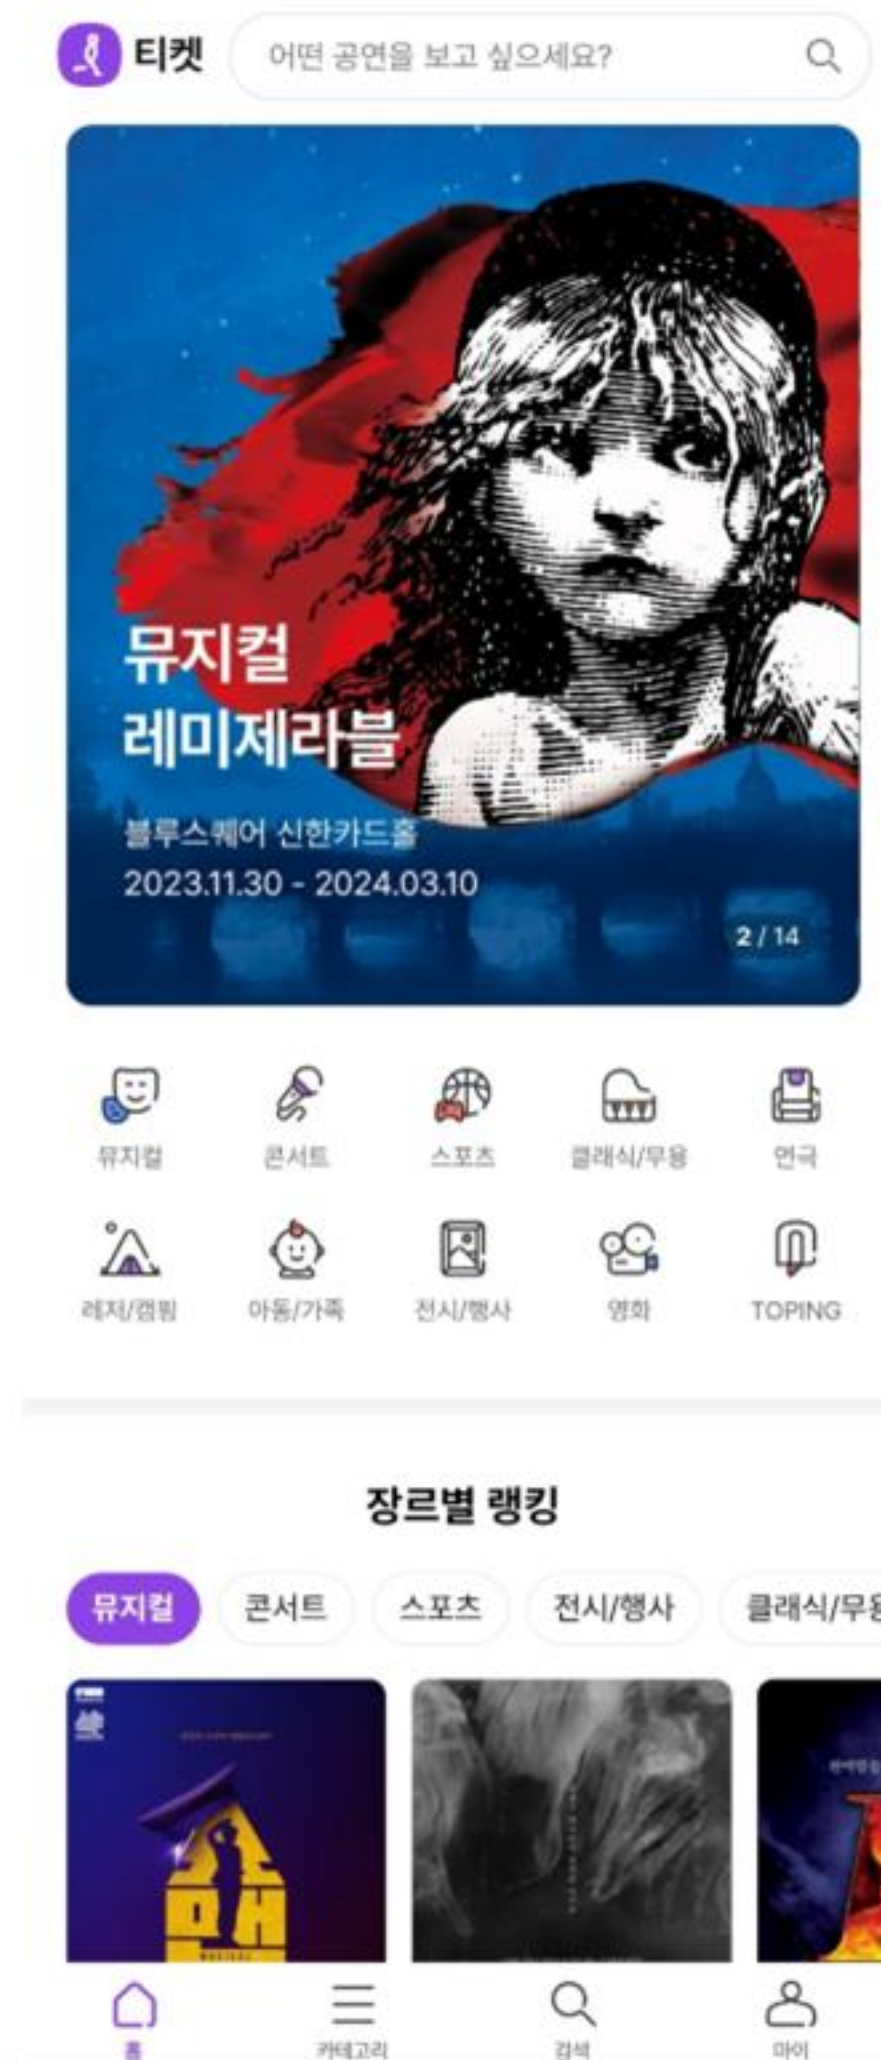 티켓
어떤 공연을 보고 싶으세요?
뮤지컬
레미제라블
블루스퀘어 신한카드홀
2023.11.30 - 2024.03.10
2 / 14
뮤지컬
콘서트
스포츠
클래식/무용
연극
레저/캠핑
아동/가족
전시/행사
영화
TOPING
장르별 랭킹
뮤지컬
콘서트
스포츠
전시/행사
클래식/무용
홈
카테고리
검색
마이